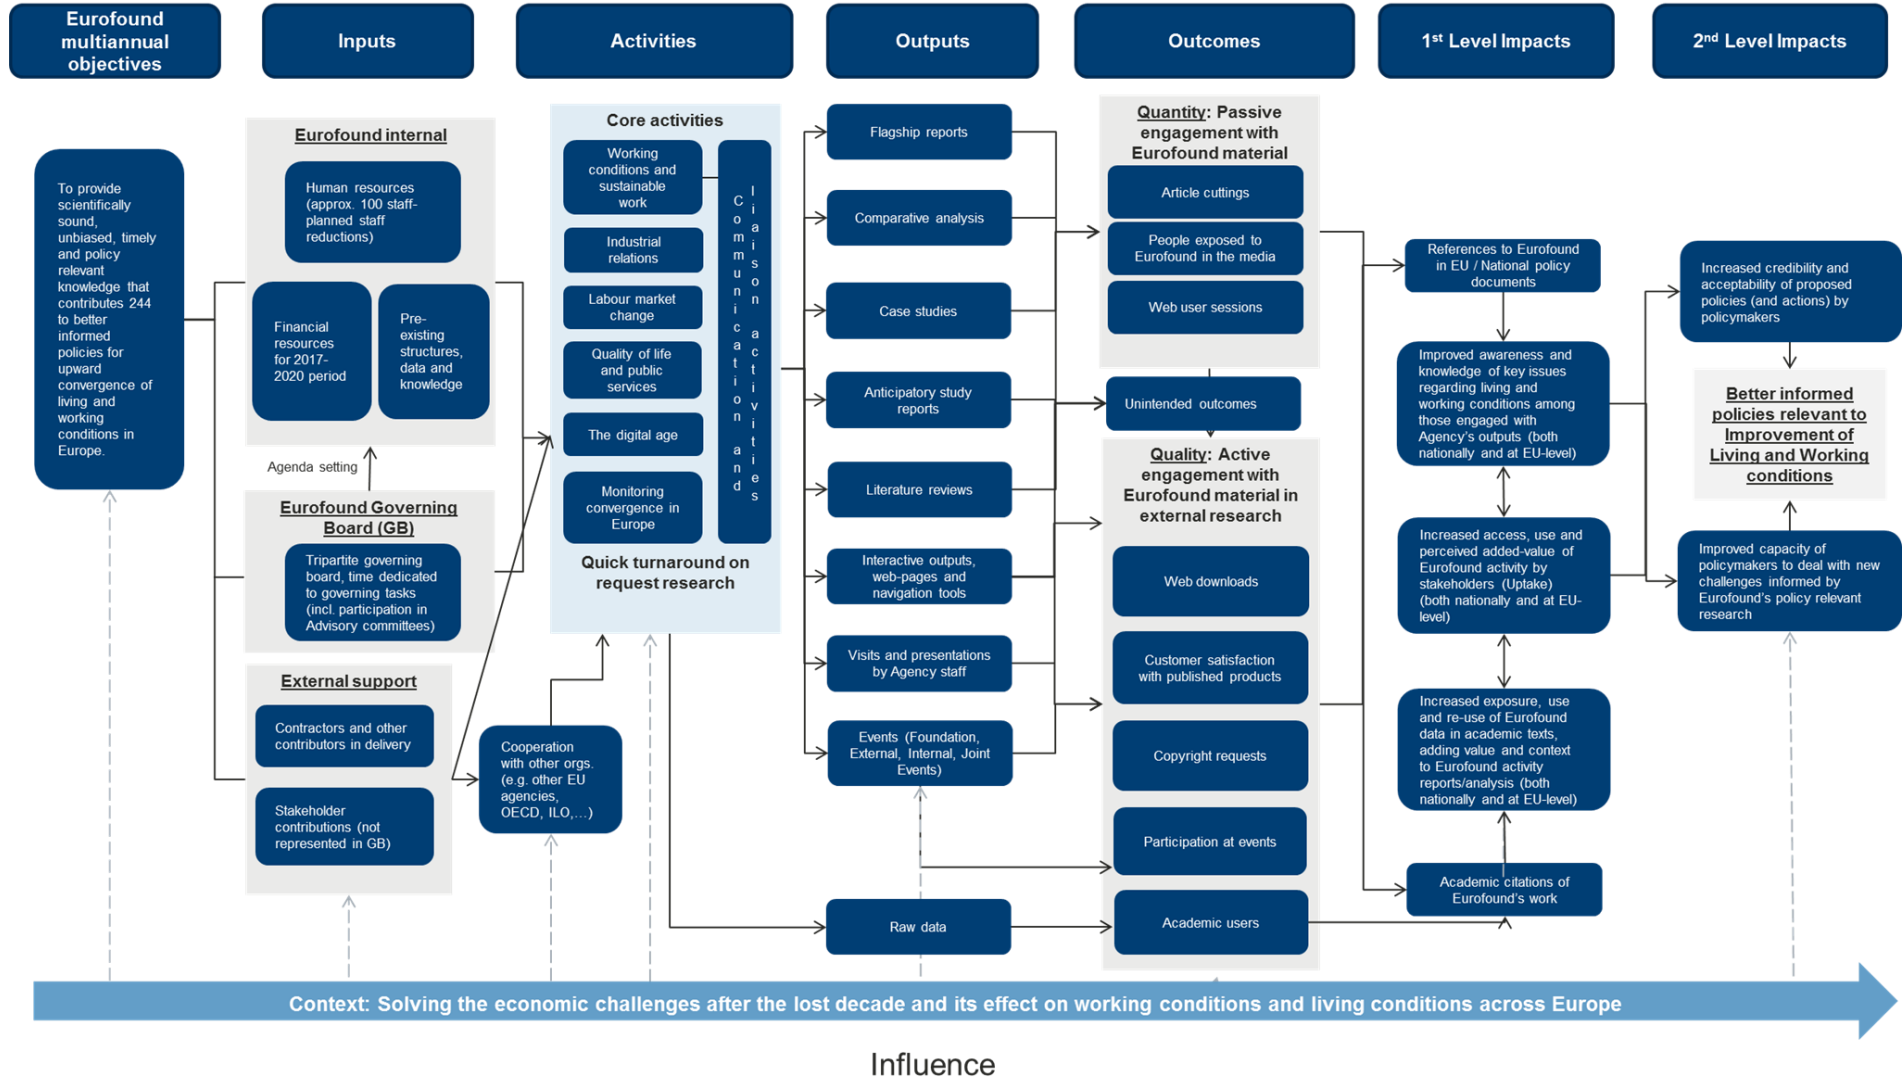 Eurofound
multiannual
objectives
Inputs
Activities
Outputs
Outcomes
1st Level Impacts
2nd Level Impacts
To provide
scientifically
sound,
unbiased, timely
and policy
relevant
knowledge that
contributes 244
to better
informed
policies for
upward
convergence of
living and
working
conditions in
Europe.
Eurofound internal
Human resources
(approx. 100 staff-
planned staff
reductions)
Financial
resources
for 2017-
2020 period
Pre-
existing
structures,
data and
knowledge
Agenda setting
Eurofound Governing
Board (GB)
Tripartite governing
board, time dedicated
to governing tasks
(incl. participation in
Advisory committees)
External support
Contractors and other
contributors in delivery
Stakeholder
contributions (not
represented in GB)
Cooperation
with other orgs.
(e.g. other EU
agencies,
OECD, ILO,...)
Core activities
Working
conditions and
sustainable
work
Industrial
relations
Labour market
change
Quality of life
and public
services
The digital age
Monitoring
convergence in
Europe
Communication and
liaison activities
Quick turnaround on
request research
Flagship reports
Comparative analysis
Case studies
Anticipatory study
reports
Literature reviews
Interactive outputs,
web-pages and
navigation tools
Visits and presentations
by Agency staff
Events (Foundation,
External, Internal, Joint
Events)
Raw data
Quantity: Passive
engagement with
Eurofound material
Article cuttings
People exposed to
Eurofound in the media
Web user sessions
Unintended outcomes
Quality: Active
engagement with
Eurofound material in
external research
Web downloads
Customer satisfaction
with published products
Copyright requests
Participation at events
Academic users
References to Eurofound
in EU / National policy
documents
Improved awareness and
knowledge of key issues
regarding living and
working conditions among
those engaged with
Agency's outputs (both
nationally and at EU-level)
Increased access, use and
perceived added-value of
Eurofound activity by
stakeholders (Uptake)
(both nationally and at EU-
level)
Increased exposure, use
and re-use of Eurofound
data in academic texts,
adding value and context
to Eurofound activity
reports/analysis (both
nationally and at EU-level)
Academic citations of
Eurofound's work
Increased credibility and
acceptability of proposed
policies (and actions) by
policymakers
Better informed
policies relevant to
Improvement of
Living and Working
conditions
Improved capacity of
policymakers to deal with new
challenges informed by
Eurofound's policy relevant
research
Context: Solving the economic challenges after the lost decade and its effect on working conditions and living conditions across Europe
Influence